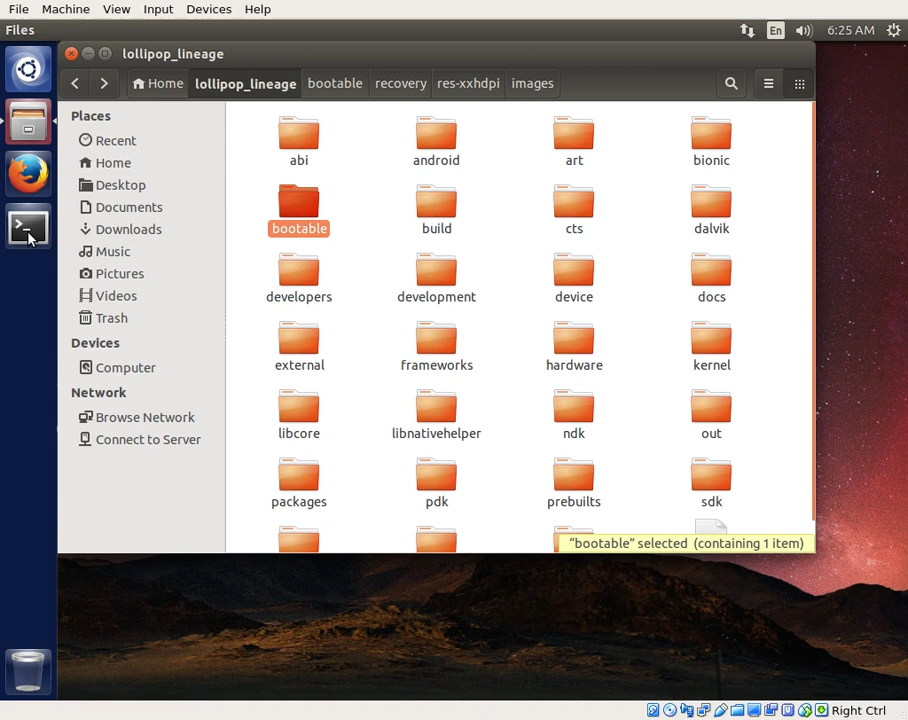 File Machine View Input Devices Help
Files En 6:25 AM
lollipop_lineage
Home lollipop_lineage bootable recovery res-xxhdpi images
Places
Recent
Home
Desktop
Documents
Downloads
Music
Pictures
Videos
Trash
Devices
Computer
Network
Browse Network
Connect to Server
abi android art bionic
bootable build cts dalvik
developers development device docs
external frameworks hardware kernel
libcore libnativehelper ndk out
packages pdk prebuilts sdk
“bootable” selected (containing 1 item)
Right Ctrl